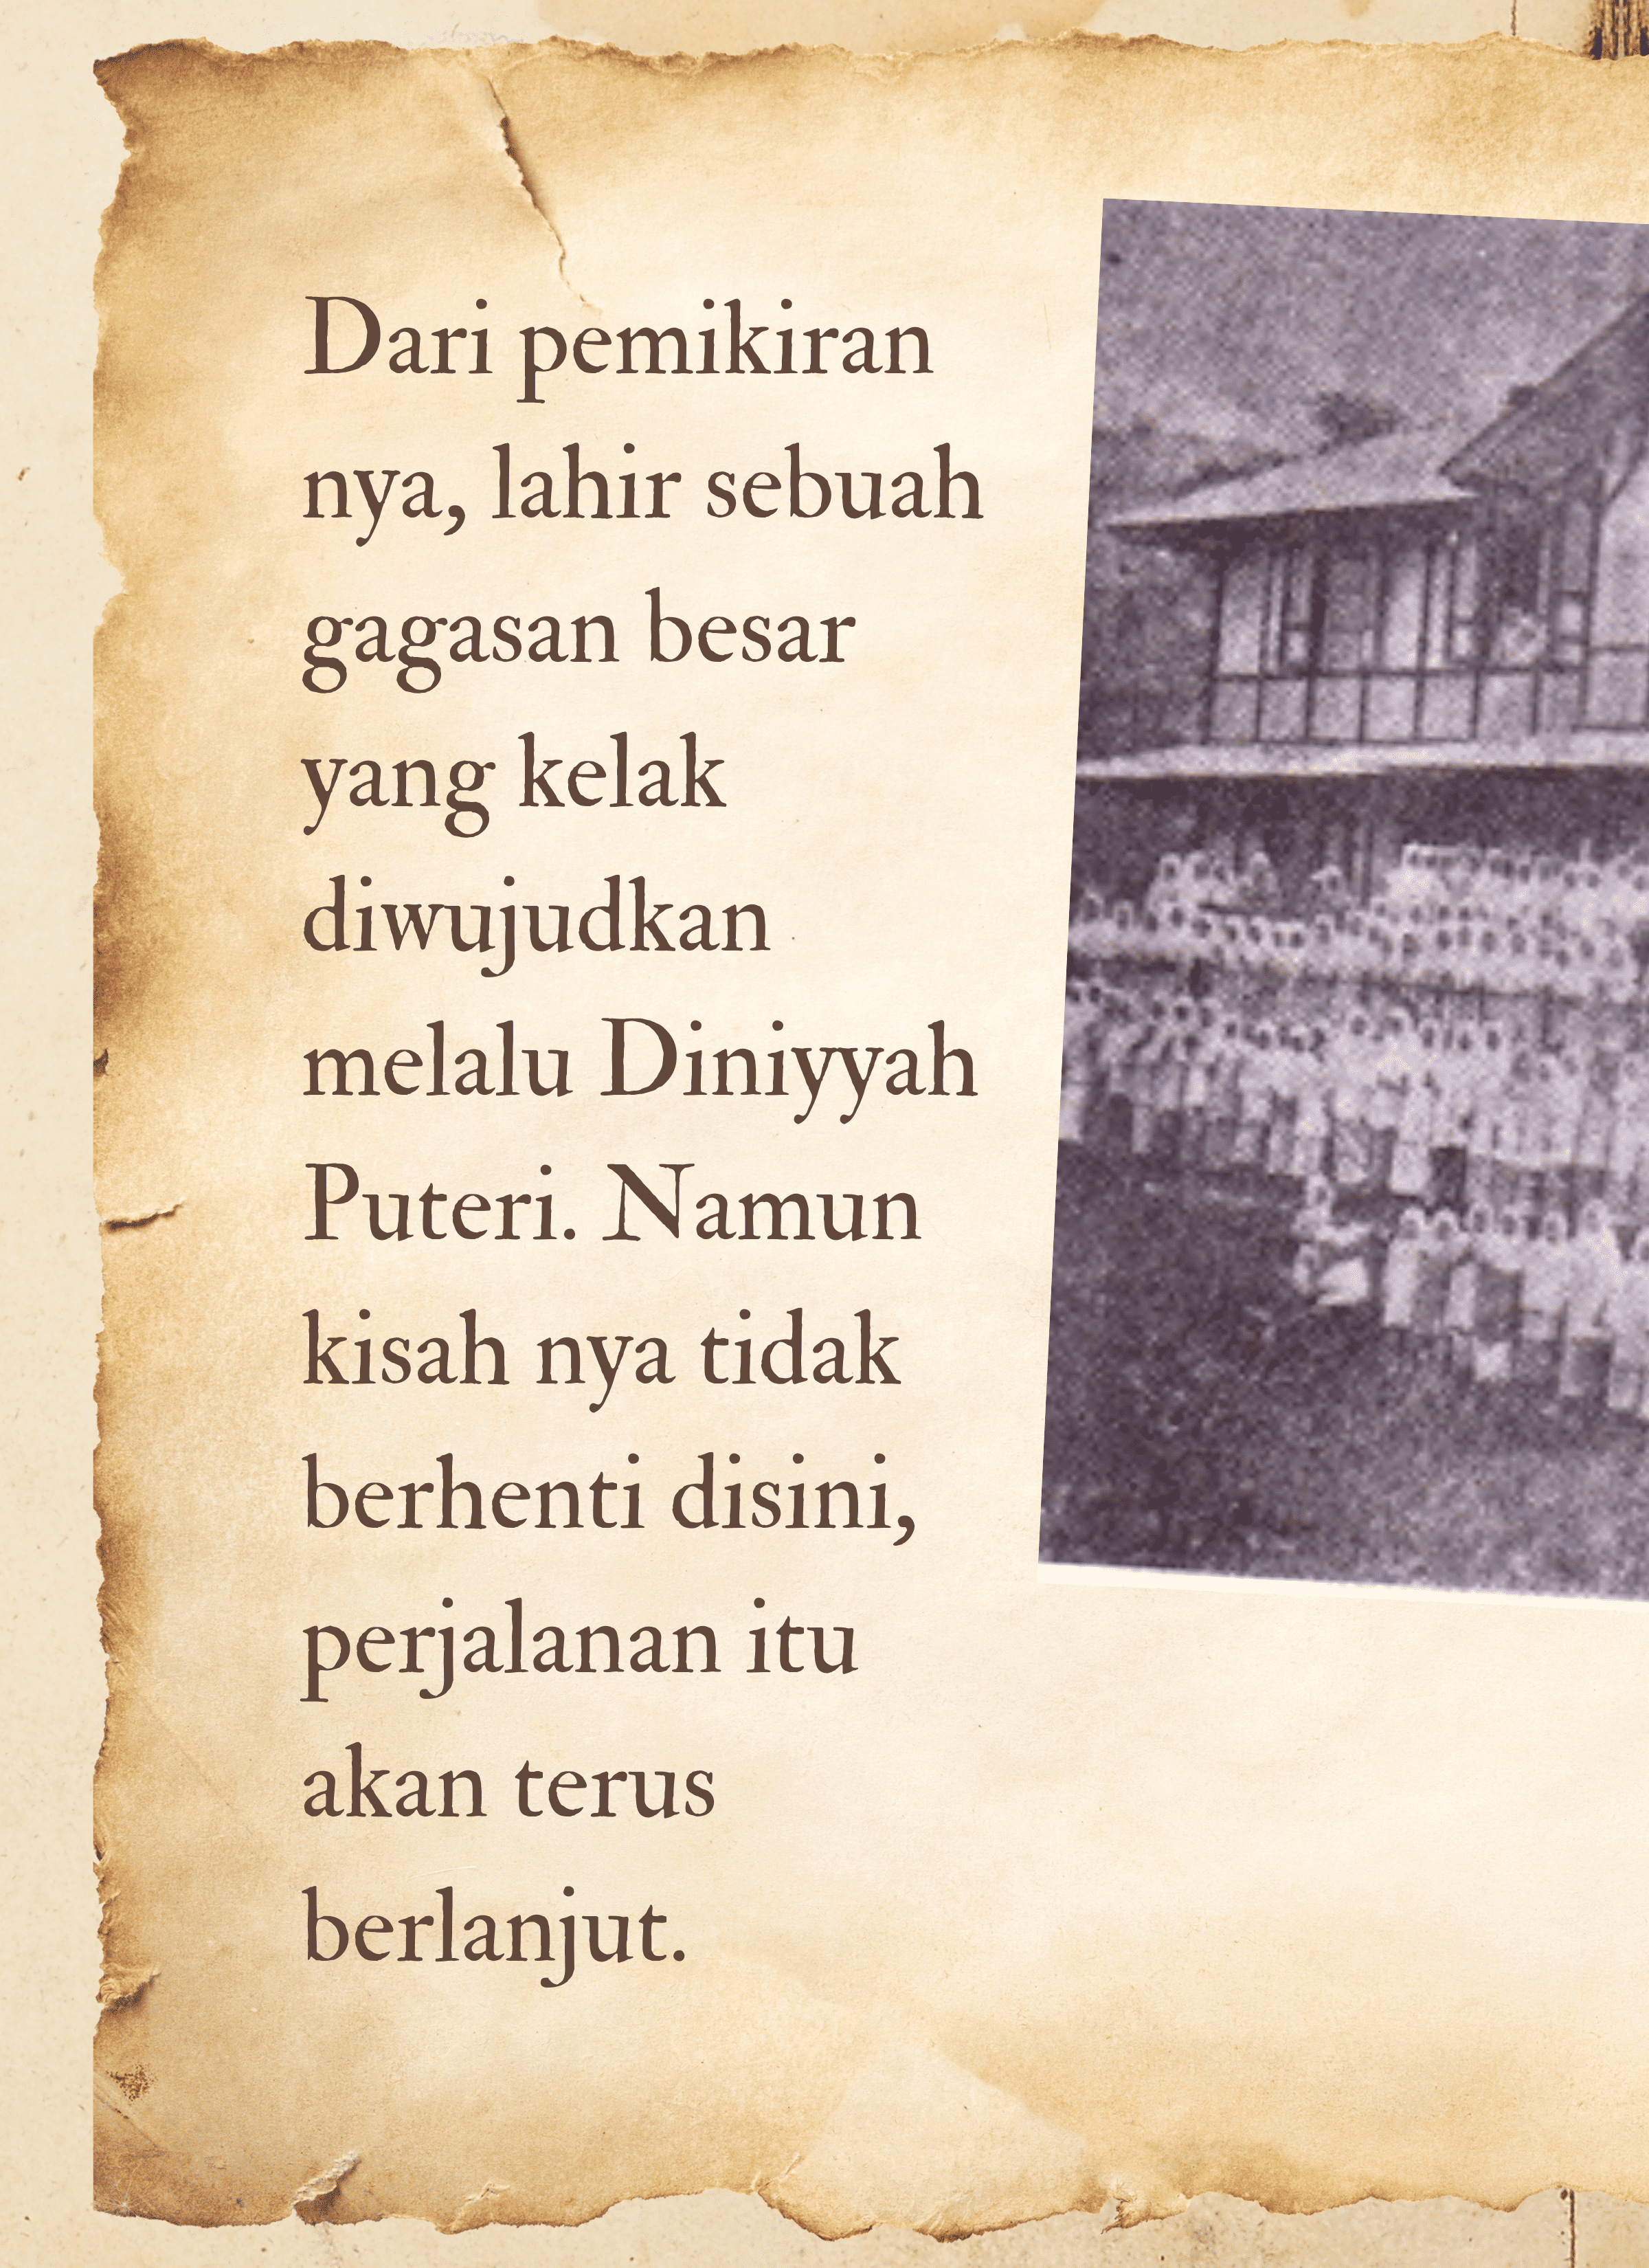 Dari pemikiran
nya, lahir sebuah
gagasan besar
yang kelak
diwujudkan
melalu Diniyyah
Puteri. Namun
kisah nya tidak
berhenti disini,
perjalanan itu
akan terus
berlanjut.